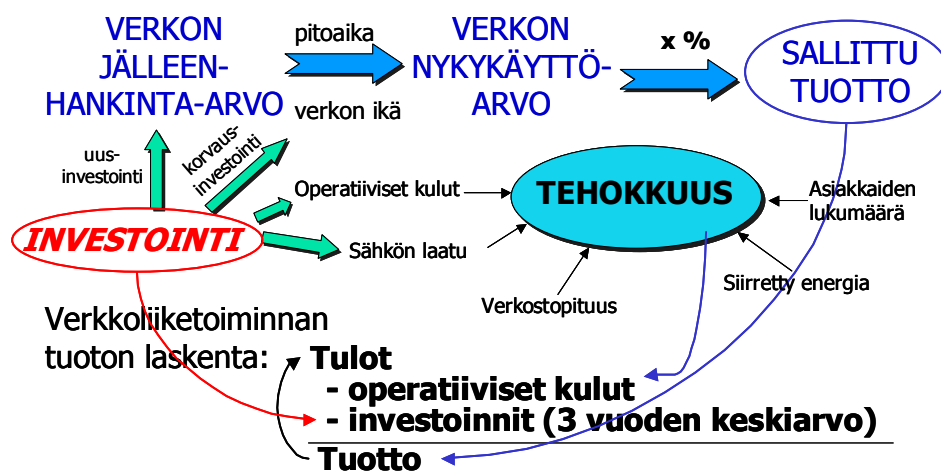 VERKON
JÄLLEEN-
HANKINTA-ARVO
pitoaika
verkon ikä
VERKON
NYKYKÄYTTÖ-
ARVO
x %
SALLITTU
TUOTTO
uus-
investointi
korvaus-
investointi
Operatiiviset kulut
TEHOKKUUS
Asiakkaiden
lukumäärä
INVESTOINTI
Sähkön laatu
Verkostopituus
Siirretty energia
Verkkoliiketoiminnan
tuoton laskenta:
Tulot
- operatiiviset kulut
- investoinnit (3 vuoden keskiarvo)
Tuotto